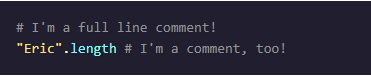 # I'm a full line comment!
"Eric".length # I'm a comment, too!